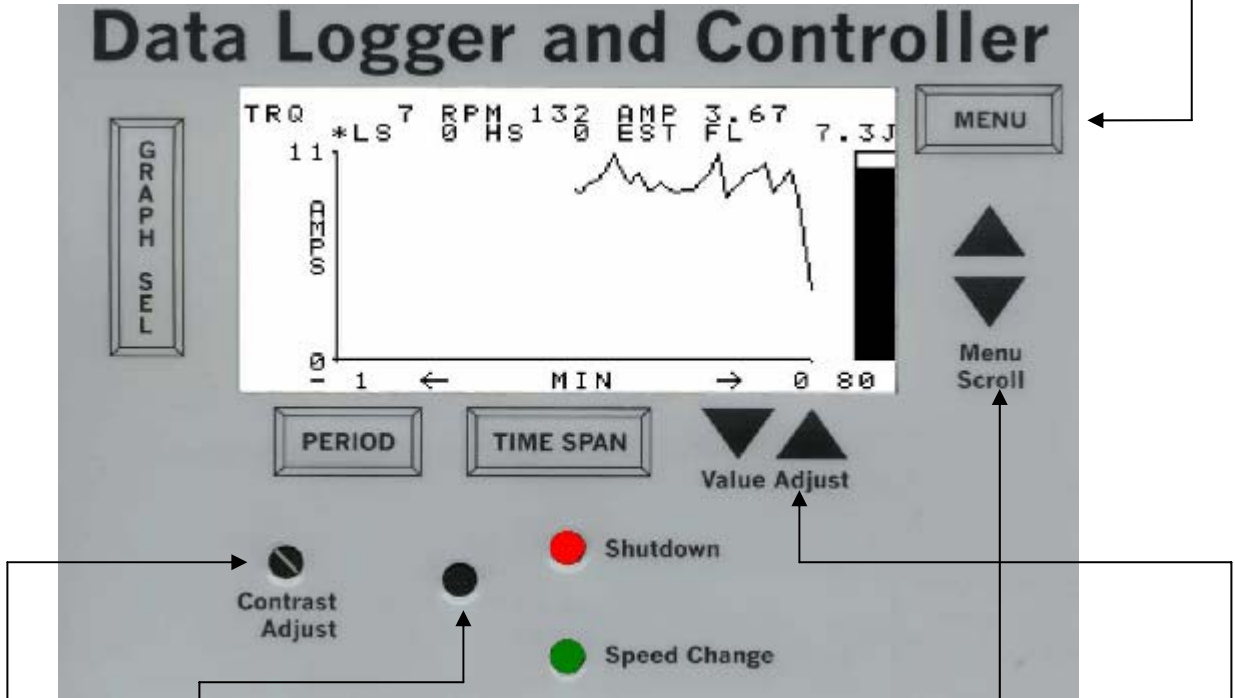 Data Logger and Controller
TRQ 7 RPM 132 AMP 3.67
*LS 0 HS 0 EST FL 7.3J
MENU
GRAPH SEL
11
AMPS
0
- 1 ← MIN → 0 80
Menu
Scroll
PERIOD
TIME SPAN
Value Adjust
Contrast
Adjust
Shutdown
Speed Change